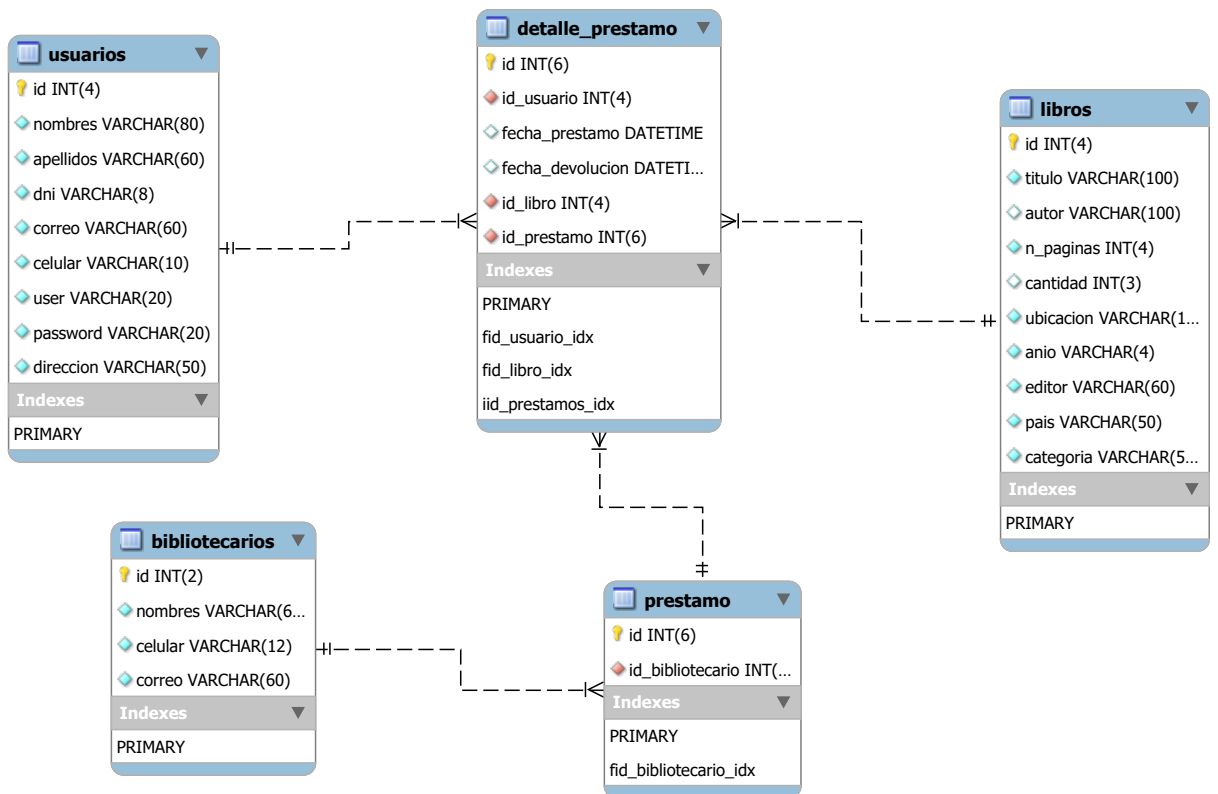 usuarios
id INT(4)
nombres VARCHAR(80)
apellidos VARCHAR(60)
dni VARCHAR(8)
correo VARCHAR(60)
celular VARCHAR(10)
user VARCHAR(20)
password VARCHAR(20)
direccion VARCHAR(50)
Indexes
PRIMARY
detalle_prestamo
id INT(6)
id_usuario INT(4)
fecha_prestamo DATETIME
fecha_devolucion DATETI...
id_libro INT(4)
id_prestamo INT(6)
Indexes
PRIMARY
fid_usuario_idx
fid_libro_idx
iid_prestamos_idx
libros
id INT(4)
titulo VARCHAR(100)
autor VARCHAR(100)
n_paginas INT(4)
cantidad INT(3)
ubicacion VARCHAR(1...
anio VARCHAR(4)
editor VARCHAR(60)
pais VARCHAR(50)
categoria VARCHAR(5...
Indexes
PRIMARY
bibliotecarios
id INT(2)
nombres VARCHAR(6...
celular VARCHAR(12)
correo VARCHAR(60)
Indexes
PRIMARY
prestamo
id INT(6)
id_bibliotecario INT(...
Indexes
PRIMARY
fid_bibliotecario_idx